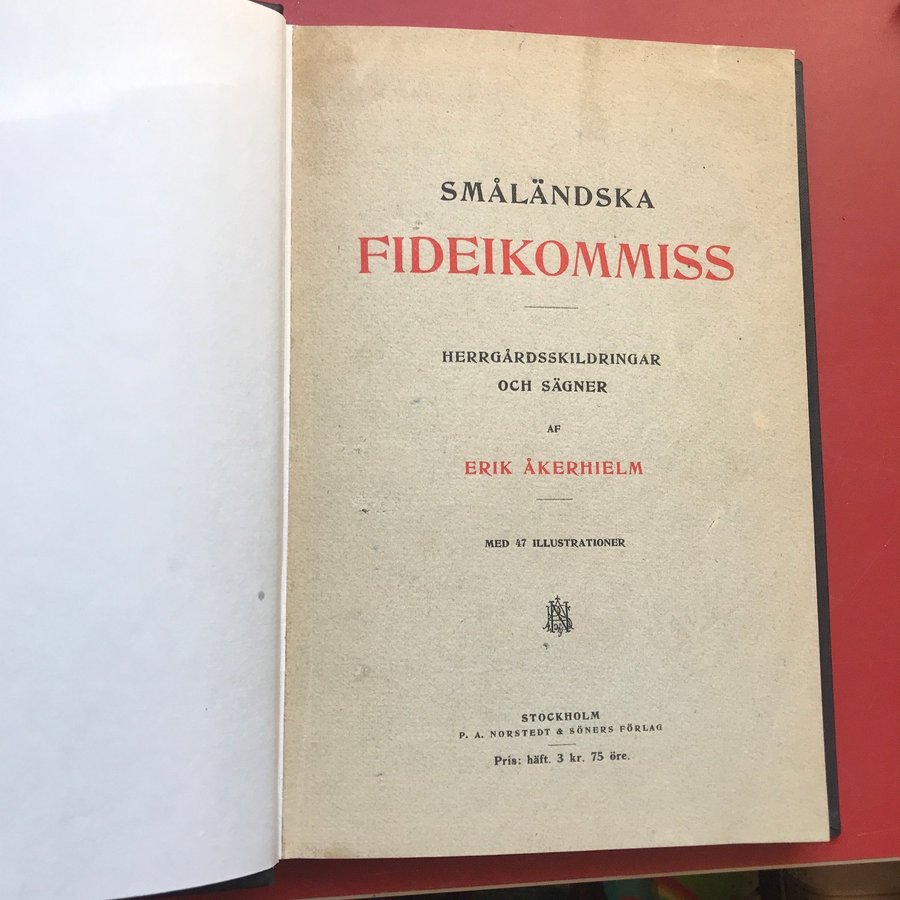 SMÅLÄNDSKA
FIDEIKOMMISS
HERRGÅRDSSKILDRINGAR
OCH SÄGNER
AF
ERIK ÅKERHIELM
MED 47 ILLUSTRATIONER
STOCKHOLM
P. A. NORSTEDT & SÖNERS FÖRLAG
Pris: häft. 3 kr. 75 öre.